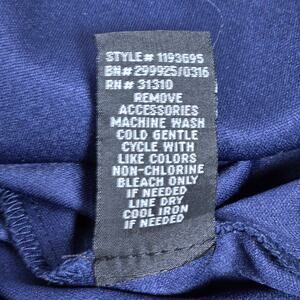 STYLE# 1193695
BN# 299925/0316
RN# 31310
REMOVE
ACCESSORIES
MACHINE WASH
COLD GENTLE
CYCLE WITH
LIKE COLORS
NON-CHLORINE
BLEACH ONLY
IF NEEDED
LINE DRY
COOL IRON
IF NEEDED